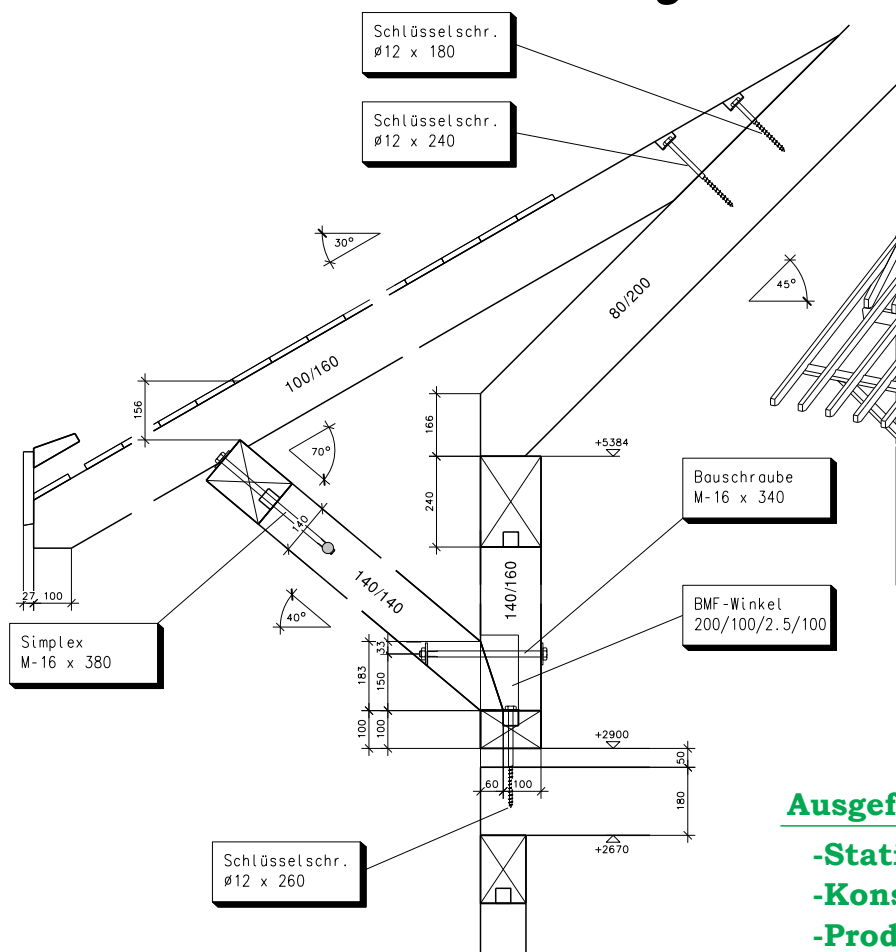 g
Schlüsselschr.
ø12 x 180
Schlüsselschr.
ø12 x 240
30°
45°
80/200
100/160
156
166
70°
+5384
240
Bauschraube
M-16 x 340
140
140/140
140/160
27 100
40°
BMF-Winkel
200/100/2.5/100
Simplex
M-16 x 380
33
183
150
100
100
+2900
50
60 100
180
+2670
Schlüsselschr.
ø12 x 260
Ausgef
-Stati
-Kons
-Prod